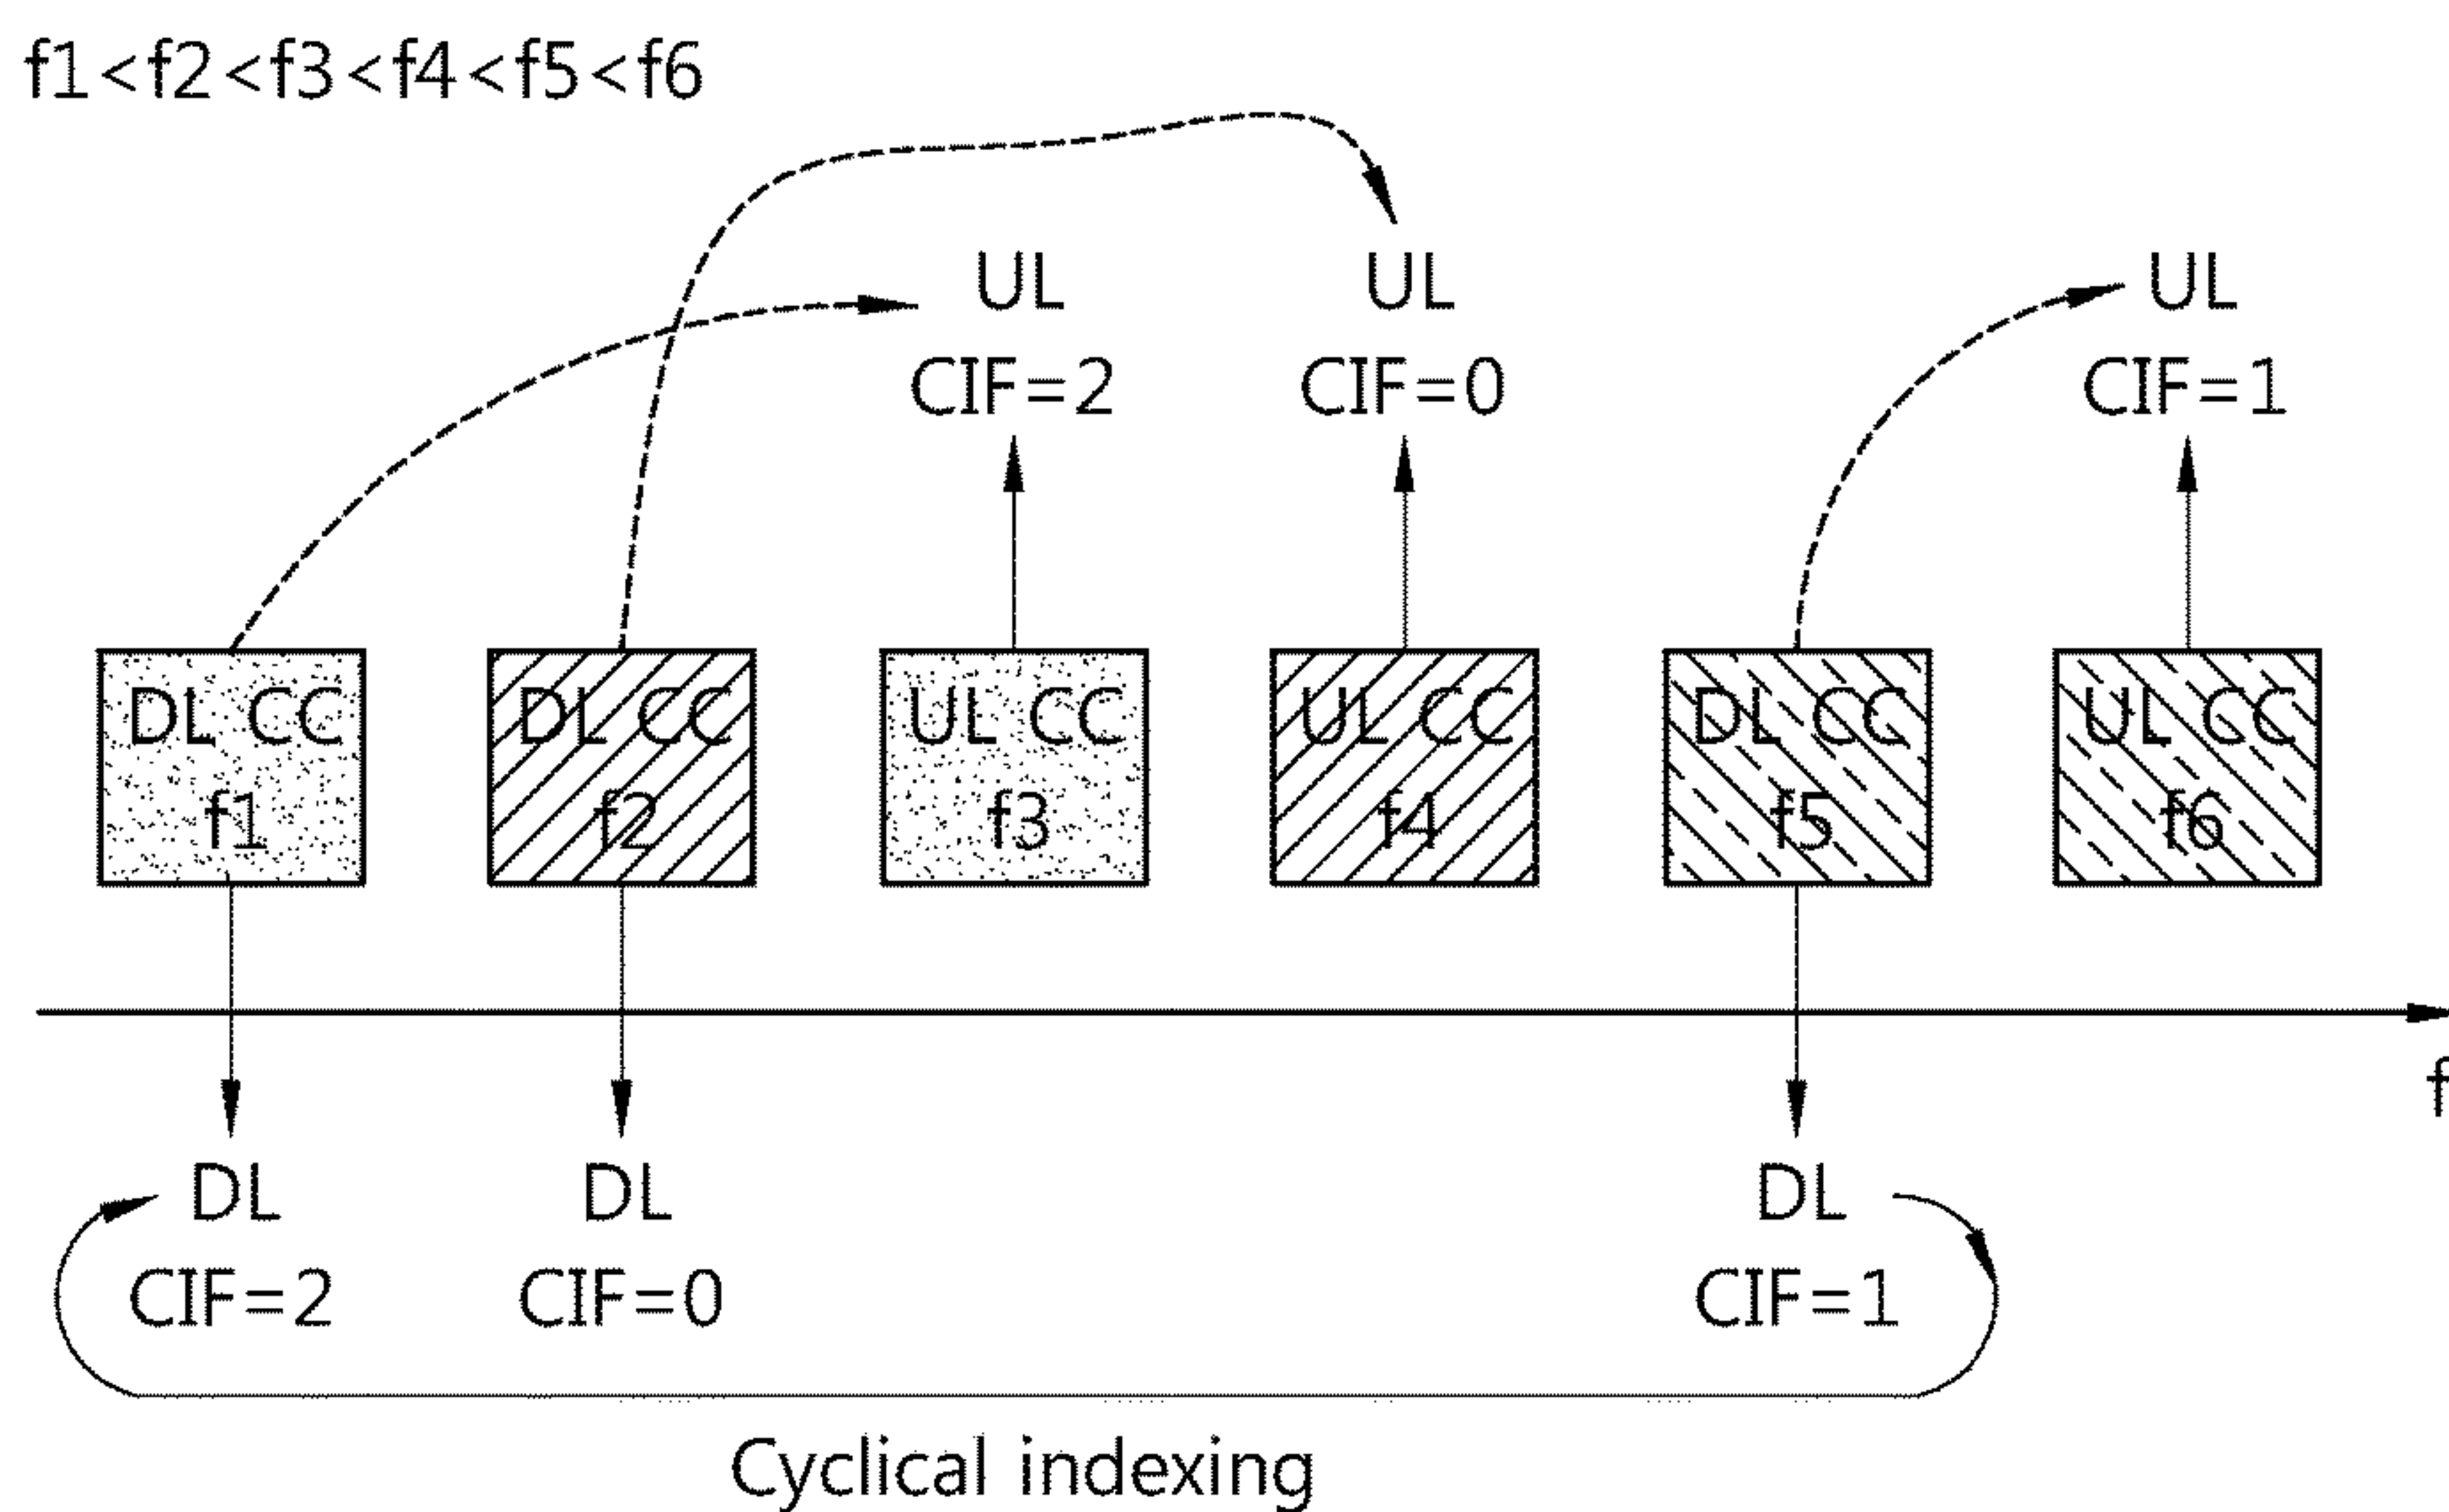 f1<f2<f3<f4<f5<f6
UL
CIF=2
UL
CIF=0
UL
CIF=1
DL CC
f1
DL CC
f2
UL CC
f3
UL CC
f4
DL CC
f5
UL CC
f6
f
DL
CIF=2
DL
CIF=0
DL
CIF=1
Cyclical indexing